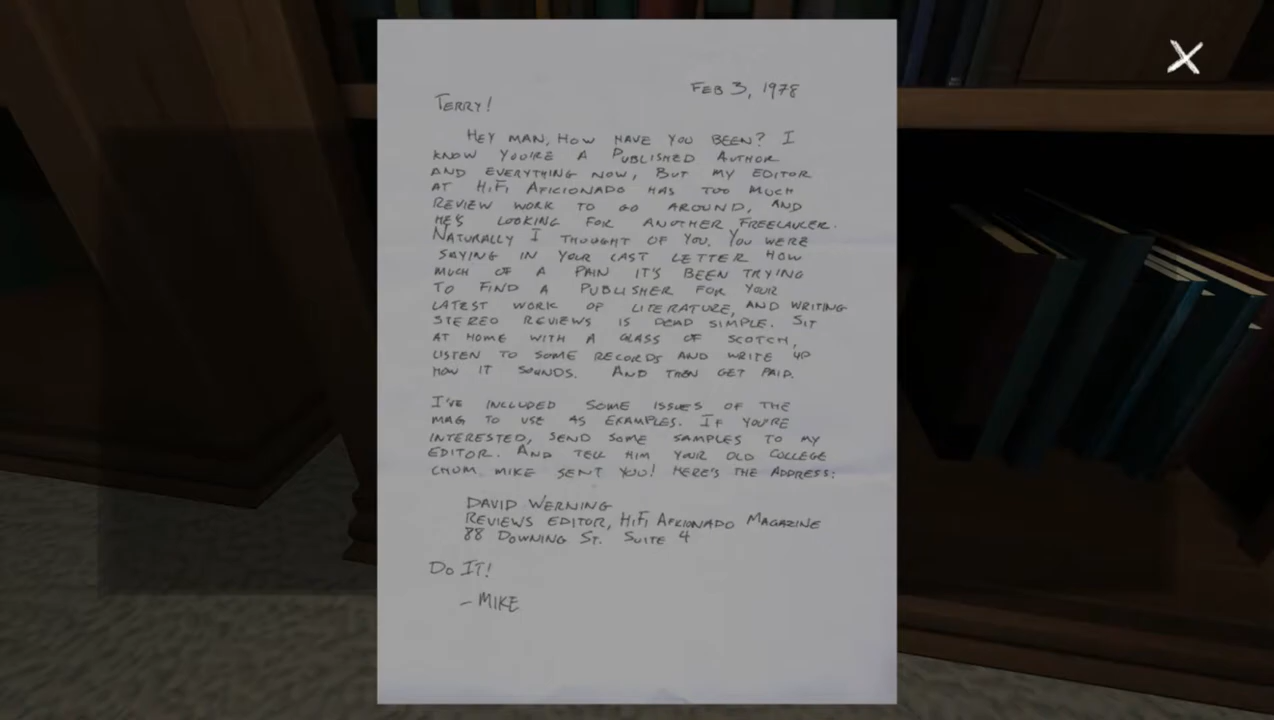 FEB 3, 1978
TERRY!
HEY MAN, HOW HAVE YOU BEEN? I
KNOW YOU'RE A PUBLISHED AUTHOR
AND EVERYTHING NOW, BUT MY EDITOR
AT HIFI AFICIONADO HAS TOO MUCH
REVIEW WORK TO GO AROUND, AND
HE'S LOOKING FOR ANOTHER FREELANCER.
NATURALLY I THOUGHT OF YOU. YOU WERE
SAYING IN YOUR LAST LETTER HOW
MUCH OF A PAIN IT'S BEEN TRYING
TO FIND A PUBLISHER FOR YOUR
LATEST WORK OF LITERATURE, AND WRITING
STEREO REVIEWS IS DEAD SIMPLE. SIT
AT HOME WITH A GLASS OF SCOTCH,
LISTEN TO SOME RECORDS AND WRITE UP
HOW IT SOUNDS. AND THEN GET PAID.
I'VE INCLUDED SOME ISSUES OF THE
MAG TO USE AS EXAMPLES. IF YOU'RE
INTERESTED, SEND SOME SAMPLES TO MY
EDITOR. AND TELL HIM YOUR OLD COLLEGE
CHUM MIKE SENT YOU! HERE'S THE ADDRESS:
DAVID WERNING
REVIEWS EDITOR, HIFI AFICIONADO MAGAZINE
88 DOWNING ST. SUITE 4
DO IT!
- MIKE